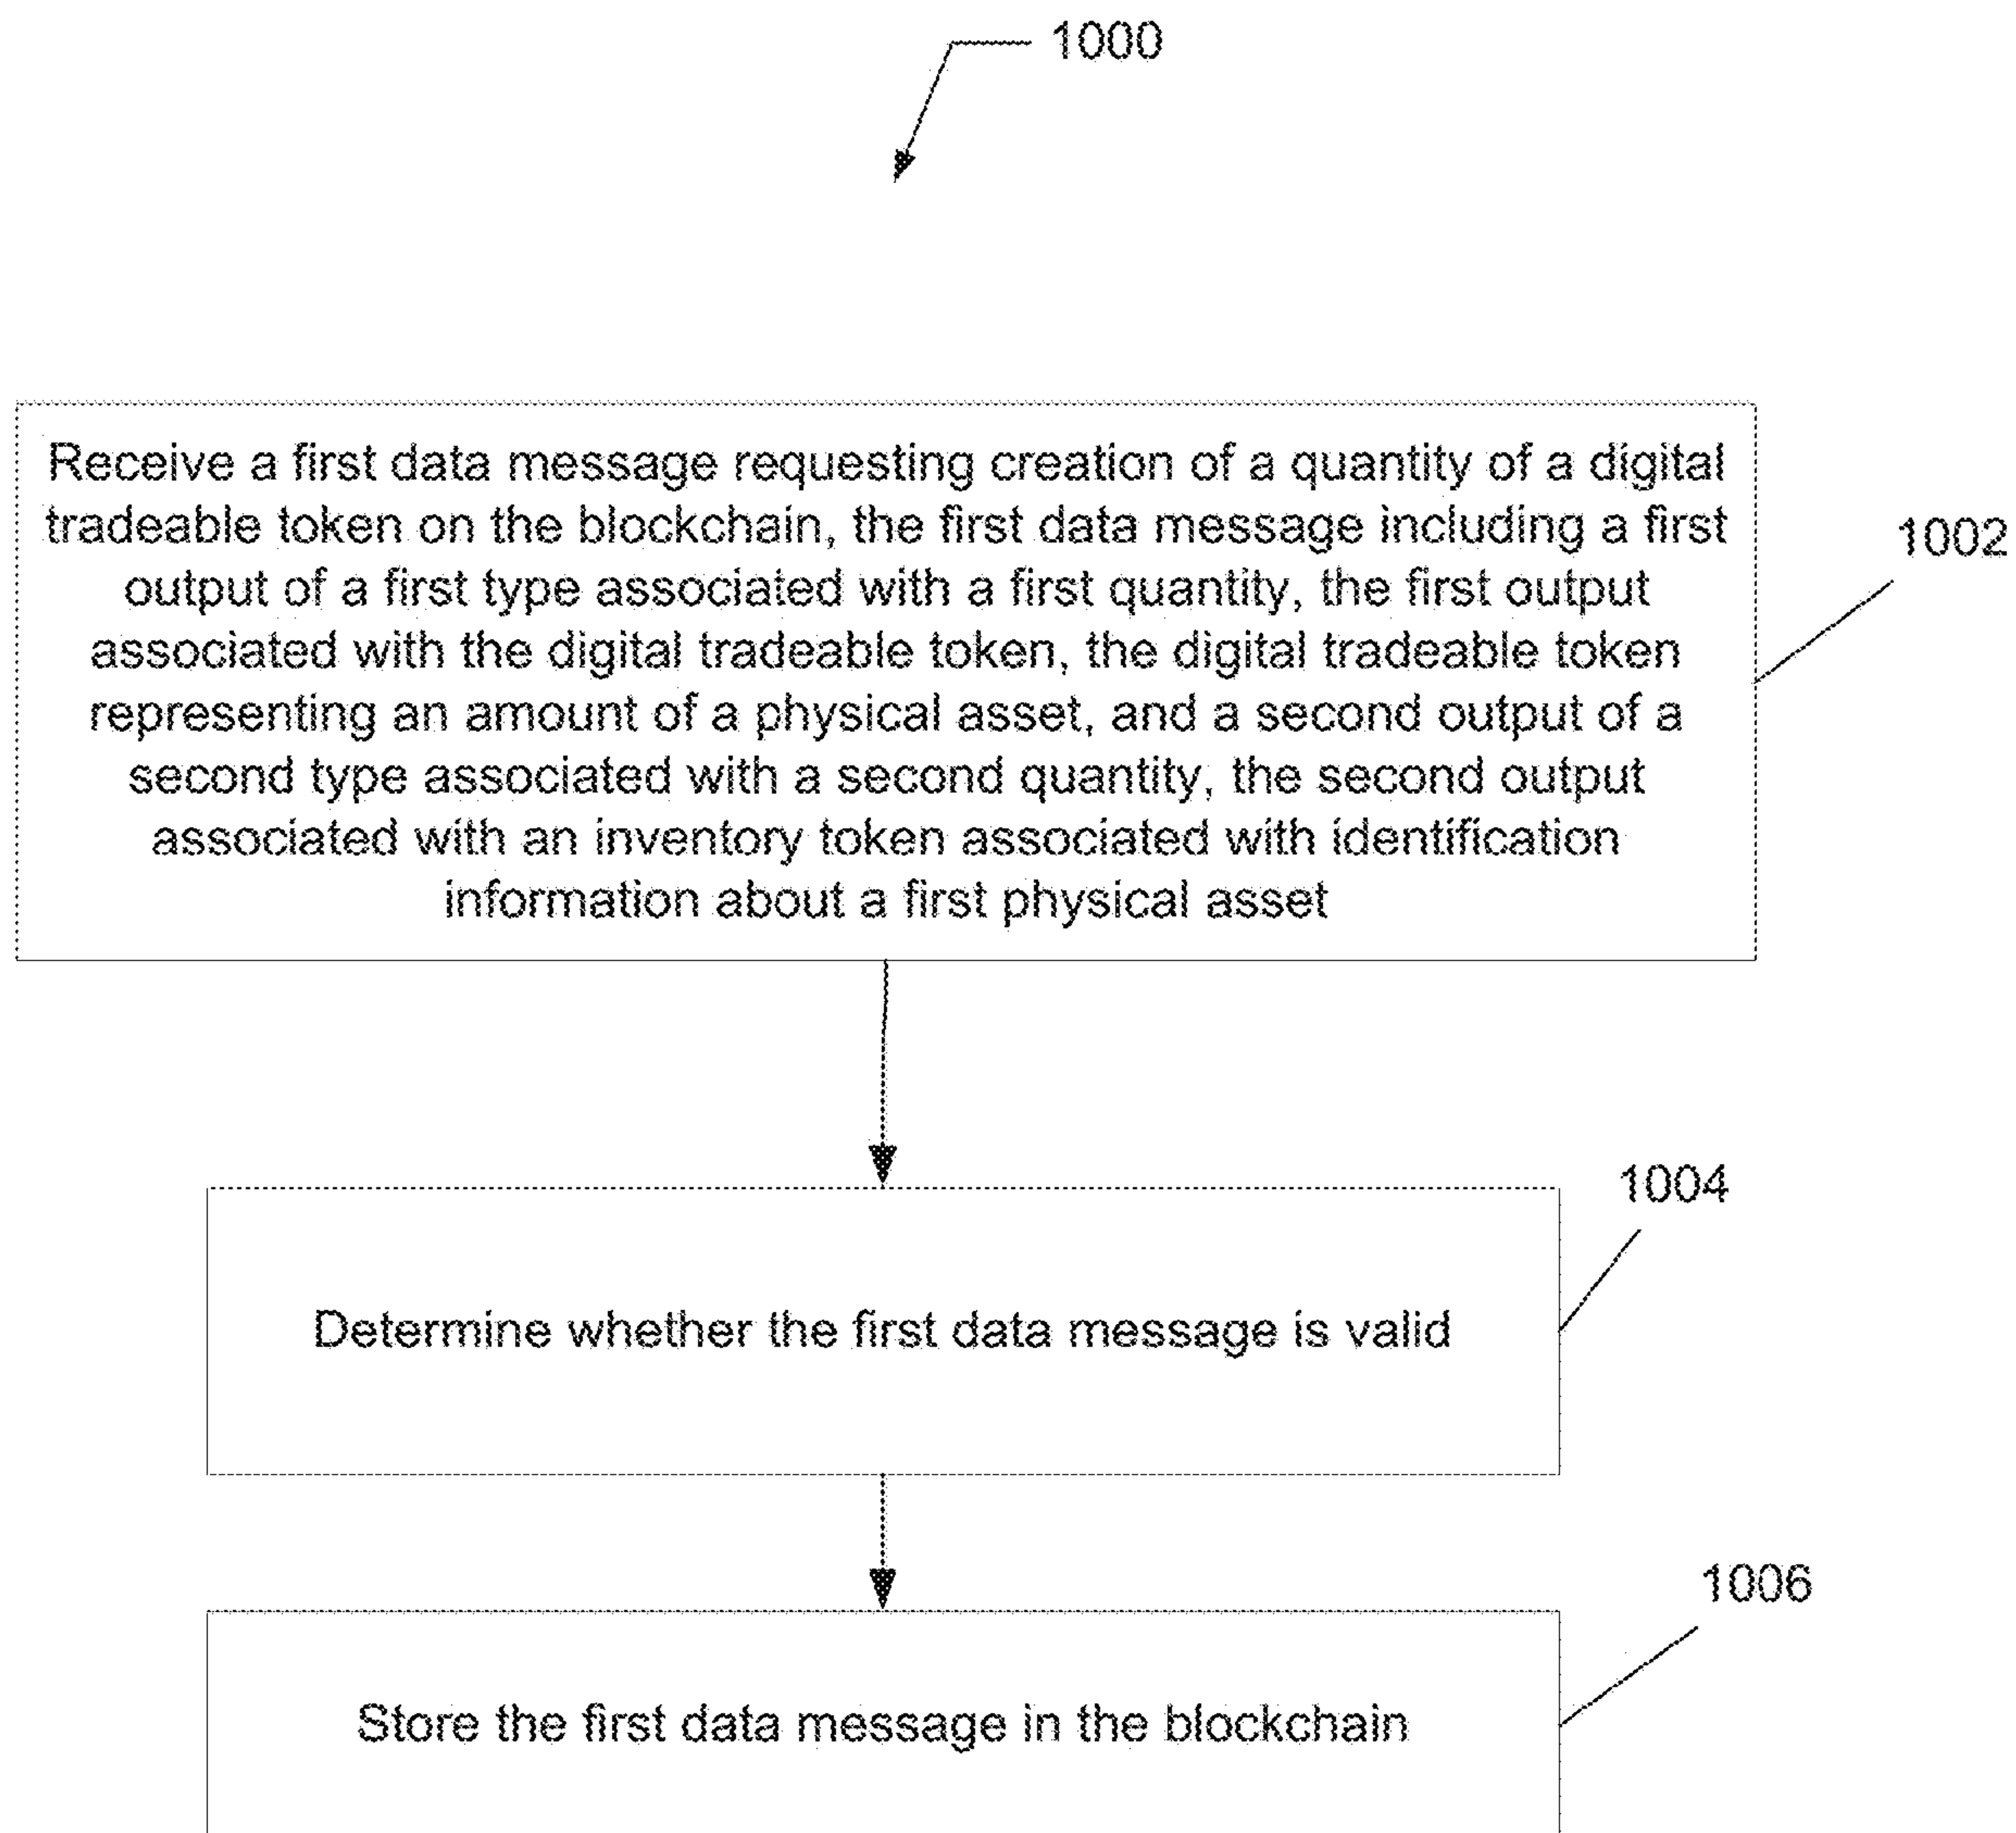 1000
Receive a first data message requesting creation of a quantity of a digital
tradeable token on the blockchain, the first data message including a first
output of a first type associated with a first quantity, the first output
associated with the digital tradeable token, the digital tradeable token
representing an amount of a physical asset, and a second output of a
second type associated with a second quantity, the second output
associated with an inventory token associated with identification
information about a first physical asset
1002
1004
Determine whether the first data message is valid
1006
Store the first data message in the blockchain